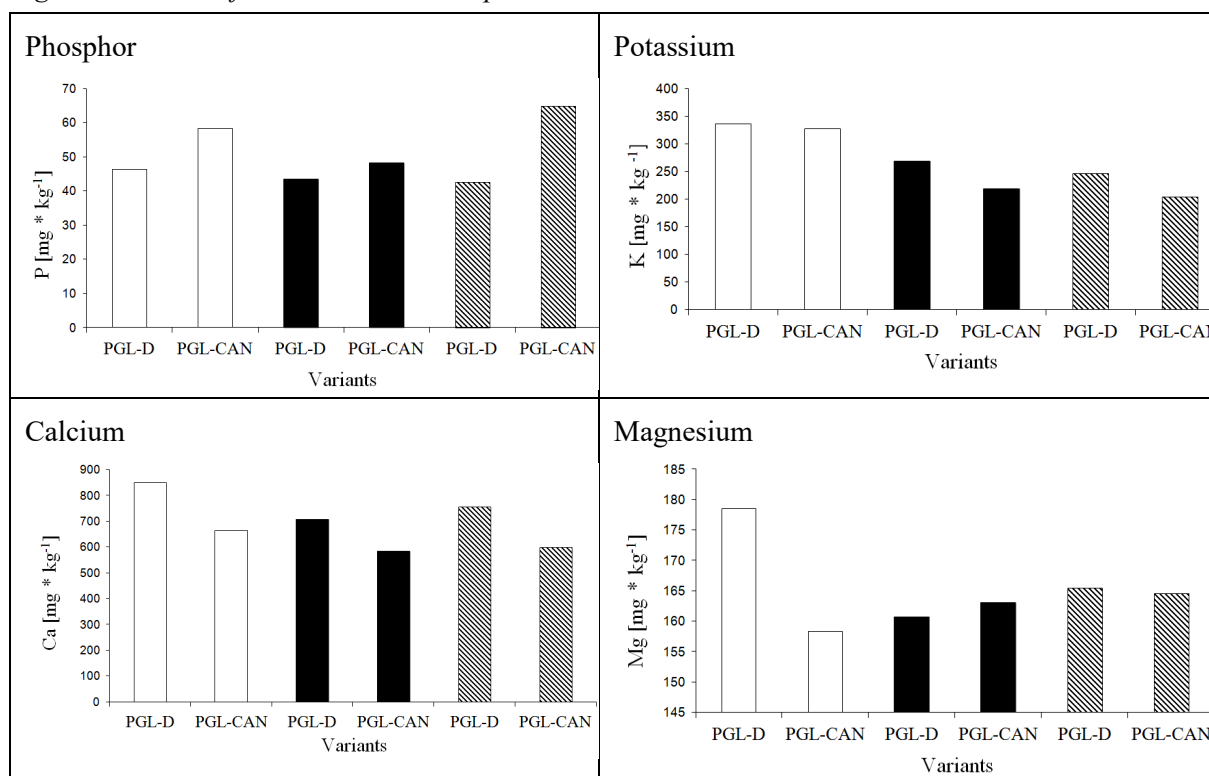 Phosphor
70
60
50
40
30
20
10
0
P [mg * kg-1]
PGL-D PGL-CAN PGL-D PGL-CAN PGL-D PGL-CAN
Variants
Potassium
400
350
300
250
200
150
100
50
0
K [mg * kg -1]
PGL-D PGL-CAN PGL-D PGL-CAN PGL-D PGL-CAN
Variants
Calcium
900
800
700
600
500
400
300
200
100
0
Ca [mg * kg-1]
PGL-D PGL-CAN PGL-D PGL-CAN PGL-D PGL-CAN
Variants
Magnesium
185
180
175
170
165
160
155
150
145
Mg [mg * kg-1]
PGL-D PGL-CAN PGL-D PGL-CAN PGL-D PGL-CAN
Variants